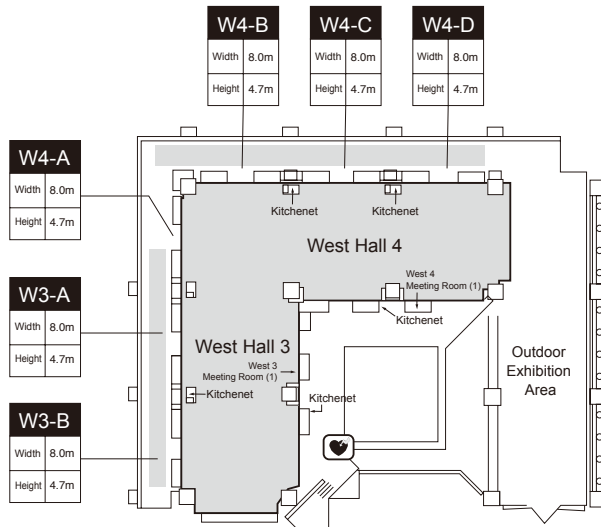 W4-B
Width 8.0m
Height 4.7m
W4-C
Width 8.0m
Height 4.7m
W4-D
Width 8.0m
Height 4.7m
W4-A
Width 8.0m
Height 4.7m
Kitchenet
Kitchenet
West Hall 4
West 4
Meeting Room (1)
Kitchenet
W3-A
Width 8.0m
Height 4.7m
West Hall 3
West 3
Meeting Room (1)
Kitchenet
Kitchenet
Outdoor
Exhibition
Area
W3-B
Width 8.0m
Height 4.7m